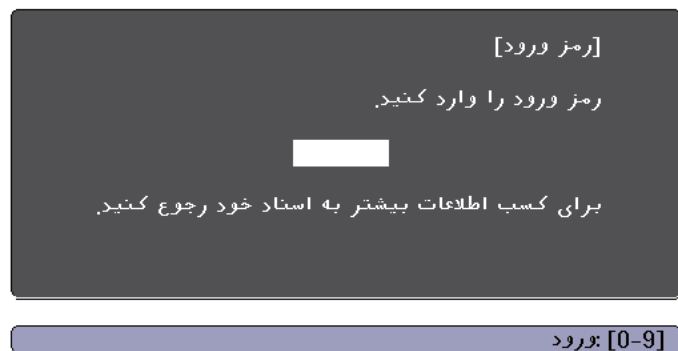 [رمز ورود]
رمز ورود را وارد کنید.
برای کسب اطلاعات بیشتر به اسناد خود رجوع کنید.
[0-9] :ورود